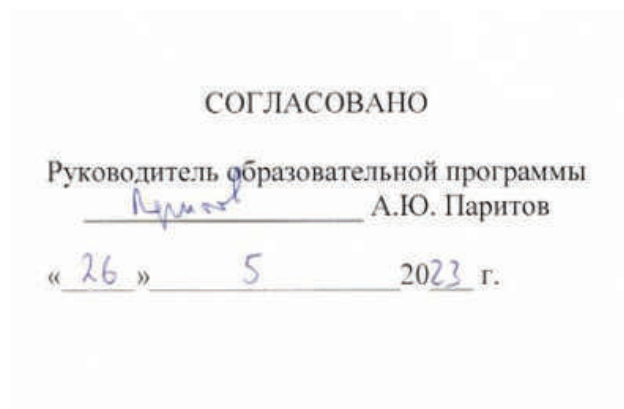 СОГЛАСОВАНО
Руководитель образовательной программы
А.Ю. Паритов
« 26 » 5 2023 г.